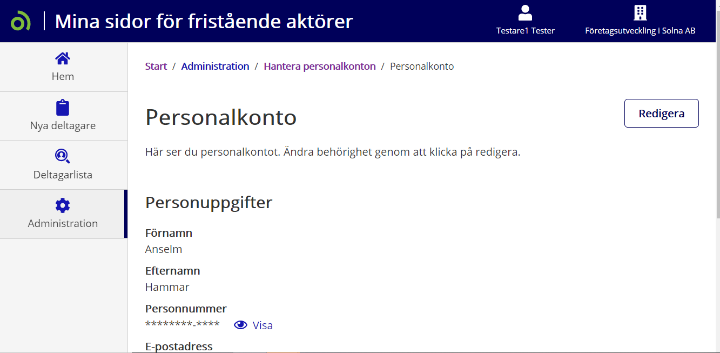 Mina sidor för fristående aktörer
Testare1 Tester
Företagsutveckling i Solna AB
Hem
Nya deltagare
Deltagarlista
Administration
Start / Administration / Hantera personalkonton / Personalkonto
Personalkonto
Redigera
Här ser du personalkontot. Ändra behörighet genom att klicka på redigera.
Personuppgifter
Förnamn
Anselm
Efternamn
Hammar
Personnummer
********-**** Visa
E-postadress